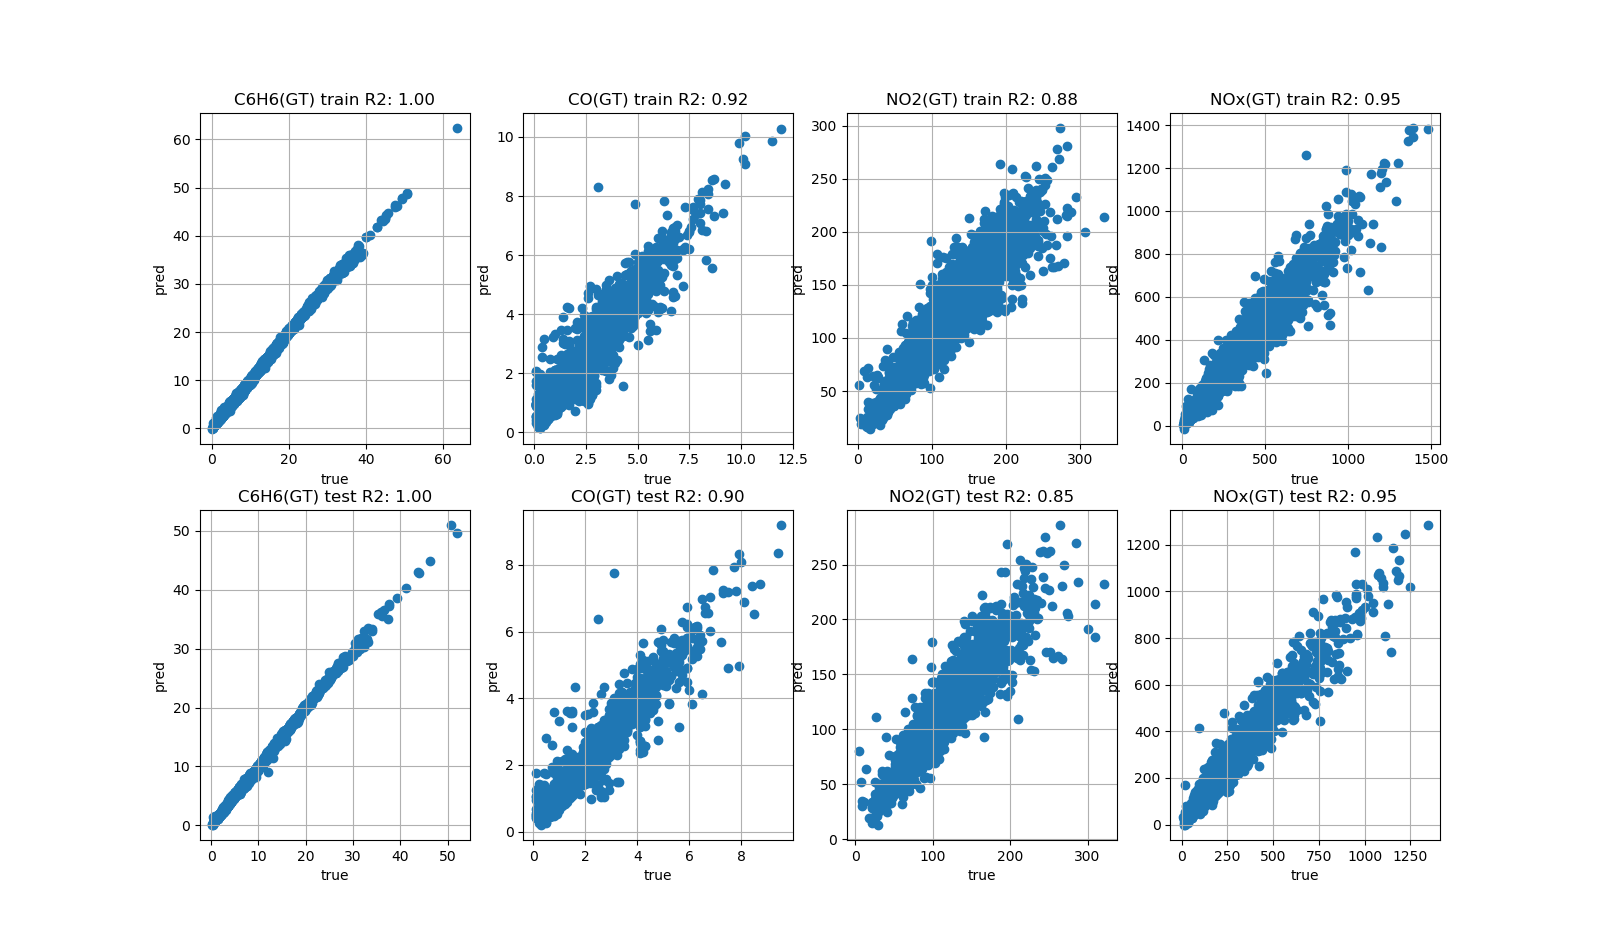 C6H6(GT) train R2: 1.00
60
50
40
30
20
10
0
pred
0 20 40 60
true
CO(GT) train R2: 0.92
10
8
6
4
2
0
pred
0.0 2.5 5.0 7.5 10.0 12.5
true
NO2(GT) train R2: 0.88
300
250
200
150
100
50
pred
0 100 200 300
true
NOx(GT) train R2: 0.95
1400
1200
1000
800
600
400
200
0
pred
0 500 1000 1500
true
C6H6(GT) test R2: 1.00
50
40
30
20
10
0
pred
0 10 20 30 40 50
true
CO(GT) test R2: 0.90
8
6
4
2
0
pred
0 2 4 6 8
true
NO2(GT) test R2: 0.85
250
200
150
100
50
0
pred
0 100 200 300
true
NOx(GT) test R2: 0.95
1200
1000
800
600
400
200
0
pred
0 250 500 750 1000 1250
true